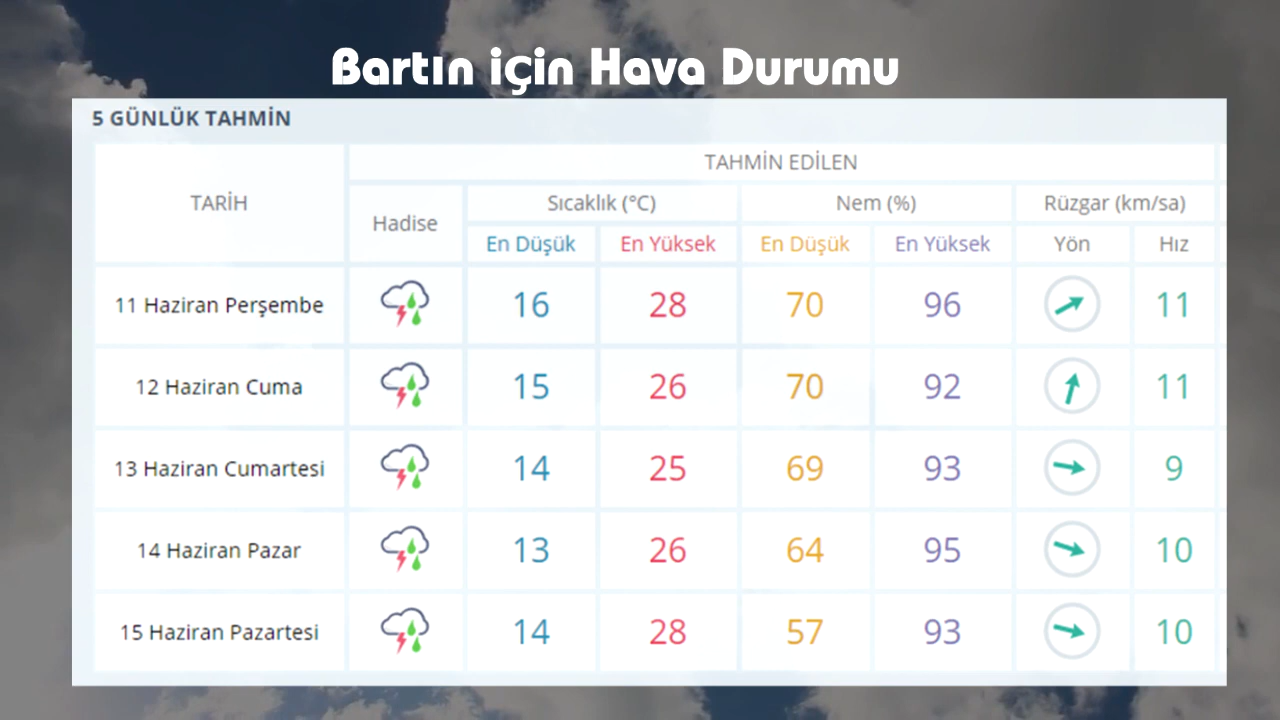 Bartın için Hava Durumu
5 GÜNLÜK TAHMİN
TARİH
TAHMİN EDİLEN
Hadise
Sıcaklık (°C) Nem (%) Rüzgar (km/sa)
En Düşük En Yüksek En Düşük En Yüksek Yön Hız
11 Haziran Perşembe 16 28 70 96 11
12 Haziran Cuma 15 26 70 92 11
13 Haziran Cumartesi 14 25 69 93 9
14 Haziran Pazar 13 26 64 95 10
15 Haziran Pazartesi 14 28 57 93 10